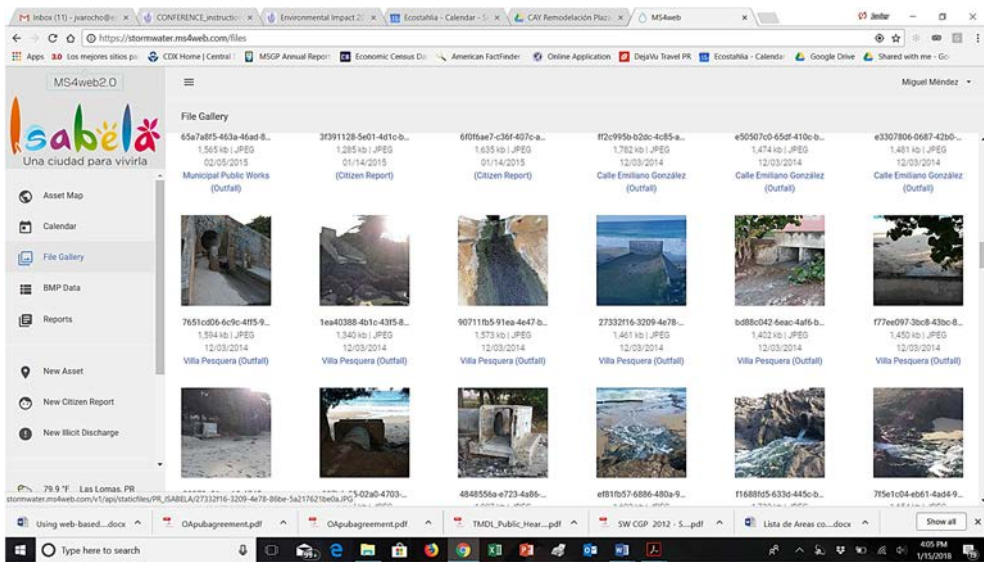 Inbox (11) - jvarocho@e
CONFERENCE_instructio
Environmental Impact 20
Ecostahlia - Calendar - S
CAY Remodelación Plaz
MS4web
https://stormwater.ms4web.com/files
Apps
Los mejores sitios pa
CDX Home | Central
MSGP Annual Report
Economic Census Da
American FactFinder
Online Application
DejaVu Travel PR
Ecostahlia - Calendar
Google Drive
Shared with me - Go
MS4web2.0
Miguel Méndez
Isabela
Una ciudad para vivirla
File Gallery
65a7a8f5-463a-46ad-8...
3f391128-5e01-4d1c-b...
6f0f6ae7-c36f-407c-a...
ff2c995b-b2dc-4c85-a...
e50507c0-65df-410c-b...
e3307806-0687-42b0-...
1,565 kb | JPEG
1,285 kb | JPEG
1,635 kb | JPEG
1,782 kb | JPEG
1,474 kb | JPEG
1,481 kb | JPEG
02/05/2015
01/14/2015
01/14/2015
12/03/2014
12/03/2014
12/03/2014
Municipal Public Works
(Outfall)
(Citizen Report)
(Citizen Report)
Calle Emiliano González
(Outfall)
Calle Emiliano González
(Outfall)
Calle Emiliano González
(Outfall)
Asset Map
Calendar
File Gallery
BMP Data
Reports
New Asset
New Citizen Report
New Illicit Discharge
79.9 °F Las Lomas, PR
7651cd06-6c9c-4ff5-9...
1ea40388-4b1c-43f5-8...
90711fb5-91ea-4e47-b...
27332f16-3209-4e78-...
bd88c042-6eac-4af6-b...
f77ee097-3bc8-43bc-8...
1,594 kb | JPEG
1,340 kb | JPEG
1,573 kb | JPEG
1,461 kb | JPEG
1,402 kb | JPEG
1,450 kb | JPEG
12/03/2014
12/03/2014
12/03/2014
12/03/2014
12/03/2014
12/03/2014
Villa Pesquera (Outfall)
Villa Pesquera (Outfall)
Villa Pesquera (Outfall)
Villa Pesquera (Outfall)
Villa Pesquera (Outfall)
Villa Pesquera (Outfall)
4848556a-e723-4a86-...
ef81fb57-6886-480a-9...
f1688fd5-633d-445c-b...
7f5e1c04-eb61-4ad4-9...
stormwater.ms4web.com/v1/api/staticfiles/PR_ISABELA/27332f16-3209-4e78-86be-5a217621be0a.JPG
Using web-based....docx
OApubagreement.pdf
OApubagreement.pdf
TMDL_Public_Hear....pdf
SW CGP 2012 - S....pdf
Lista de Areas co....docx
Show all
Type here to search
4:05 PM
1/15/2018